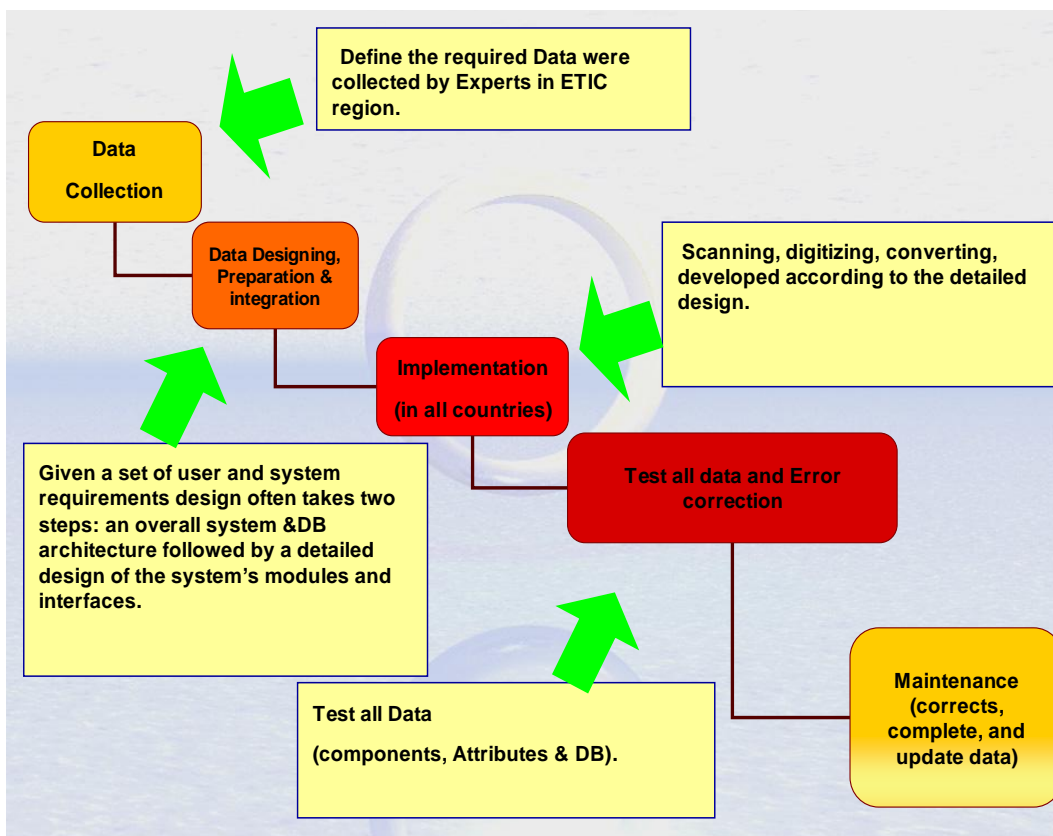 Define the required Data were
collected by Experts in ETIC
region.
Data
Collection
Data Designing,
Preparation &
integration
Scanning, digitizing, converting,
developed according to the detailed
design.
Implementation
(in all countries)
Given a set of user and system
requirements design often takes two
steps: an overall system &DB
architecture followed by a detailed
design of the system’s modules and
interfaces.
Test all data and Error
correction
Test all Data
(components, Attributes & DB).
Maintenance
(corrects,
complete, and
update data)